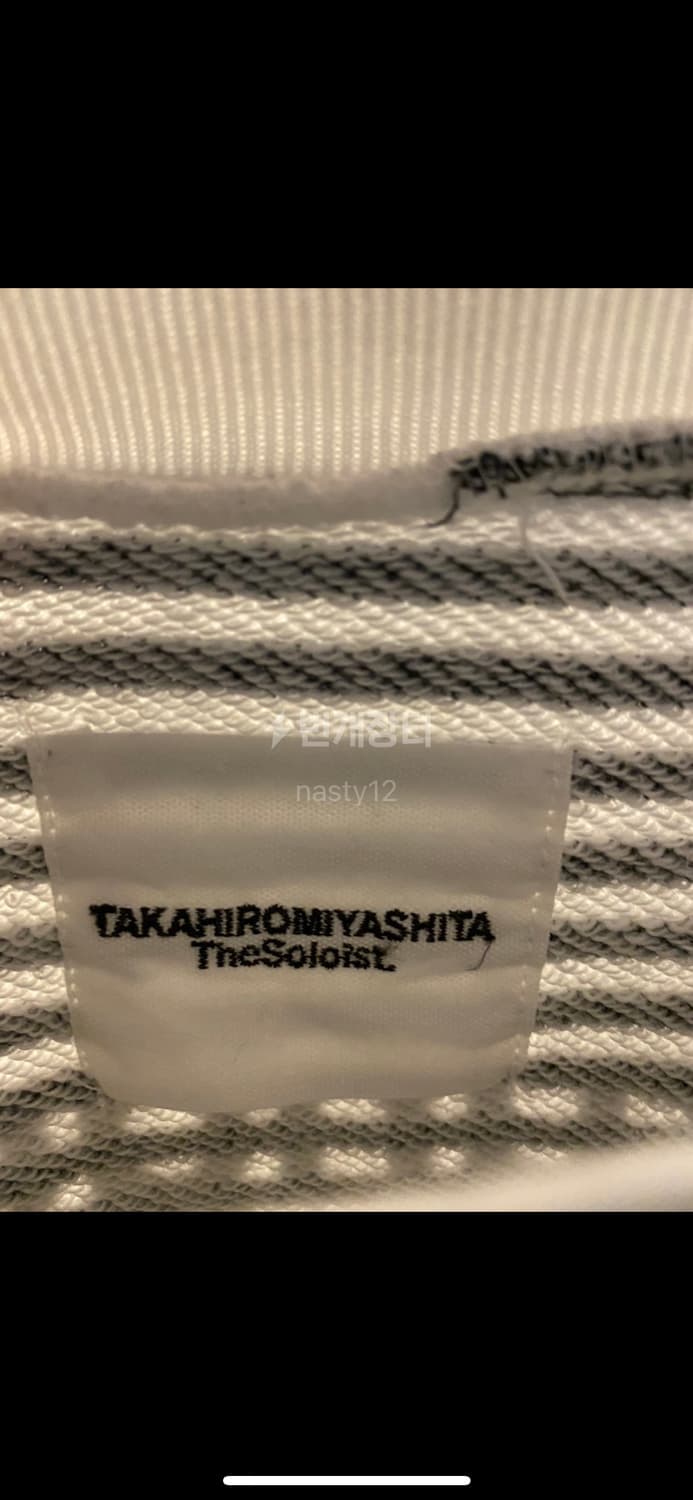 번개장터
nasty12
TAKAHIROMIYASHITA
TheSoloist.